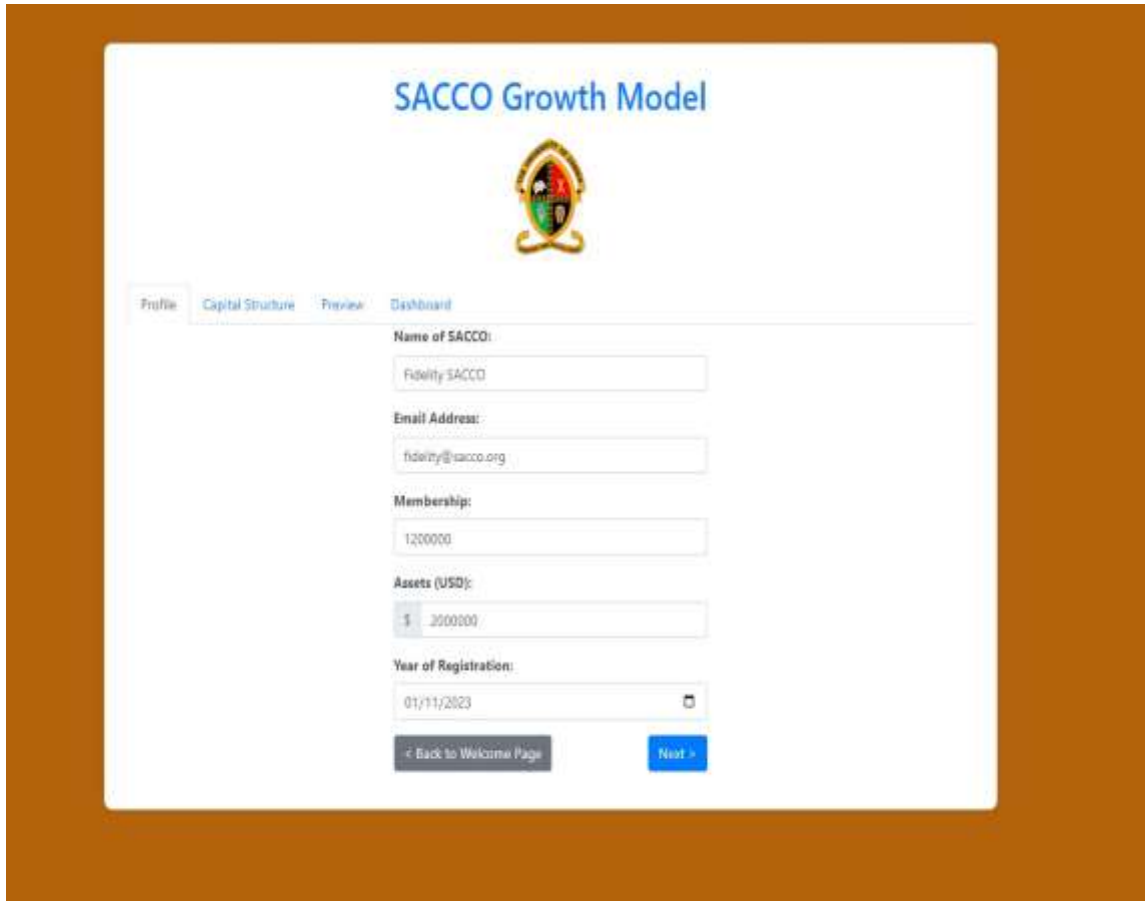 SACCO Growth Model
Profile Capital Structure Preview Dashboard
Name of SACCO:
Fidelity SACCO
Email Address:
fidelity@sacco.org
Membership:
1200000
Assets (USD):
$ 2000000
Year of Registration:
01/11/2023
< Back to Welcome Page Next >